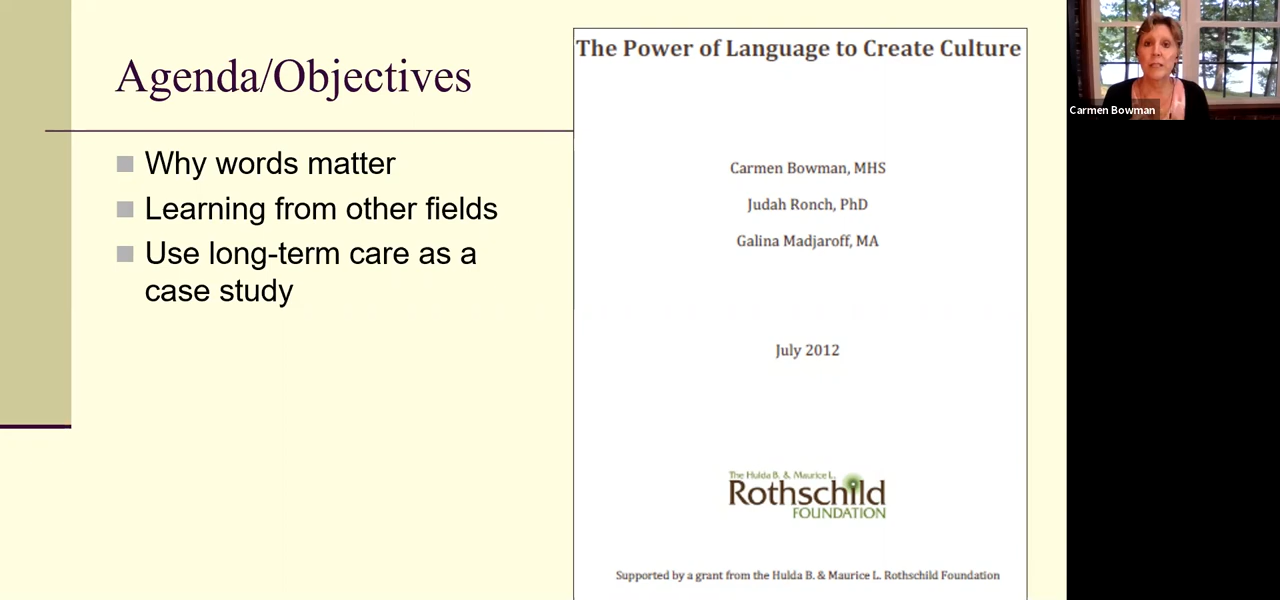 Agenda/Objectives
Why words matter
Learning from other fields
Use long-term care as a
case study
The Power of Language to Create Culture
Carmen Bowman, MHS
Judah Ronch, PhD
Galina Madjaroff, MA
July 2012
The Hulda B. & Maurice L.
Rothschild
FOUNDATION
Supported by a grant from the Hulda B. & Maurice L. Rothschild Foundation
Carmen Bowman